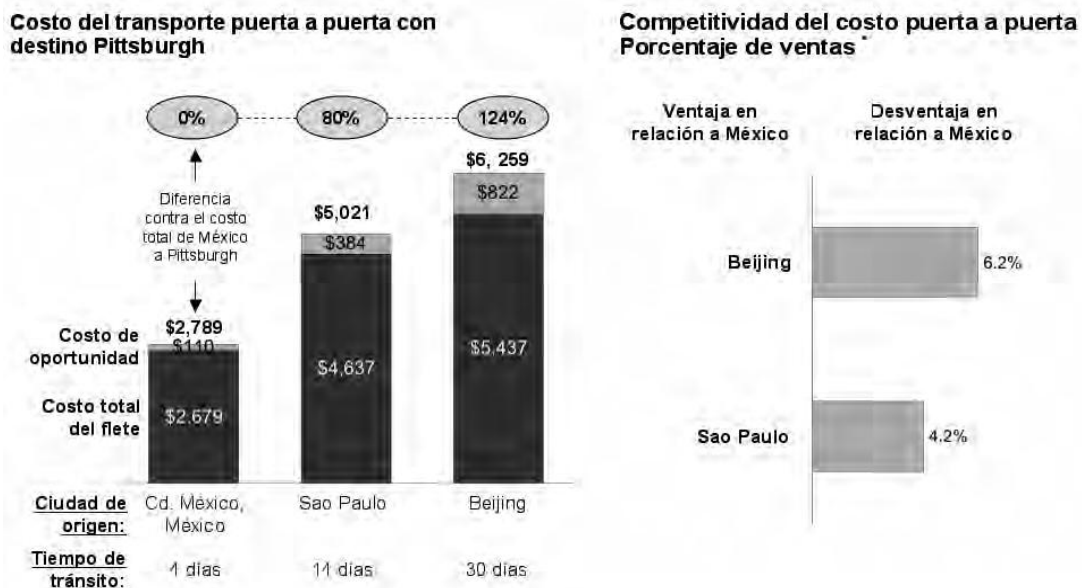 Costo del transporte puerta a puerta con
destino Pittsburgh
0%
80%
124%
Diferencia
contra el costo
total de México
a Pittsburgh
$6, 259
$822
$5,437
$5,021
$384
$4,637
$2,789
$110
$2.679
Costo de
oportunidad
Costo total
del flete
Ciudad de
origen:
Cd. México,
México
Sao Paulo
Beijing
Tiempo de
tránsito:
días
días
30 días
Competitividad del costo puerta a puerta
Porcentaje de ventas *
Ventaja en
relación a México
Desventaja en
relación a México
Beijing
6.2%
Sao Paulo
4.2%